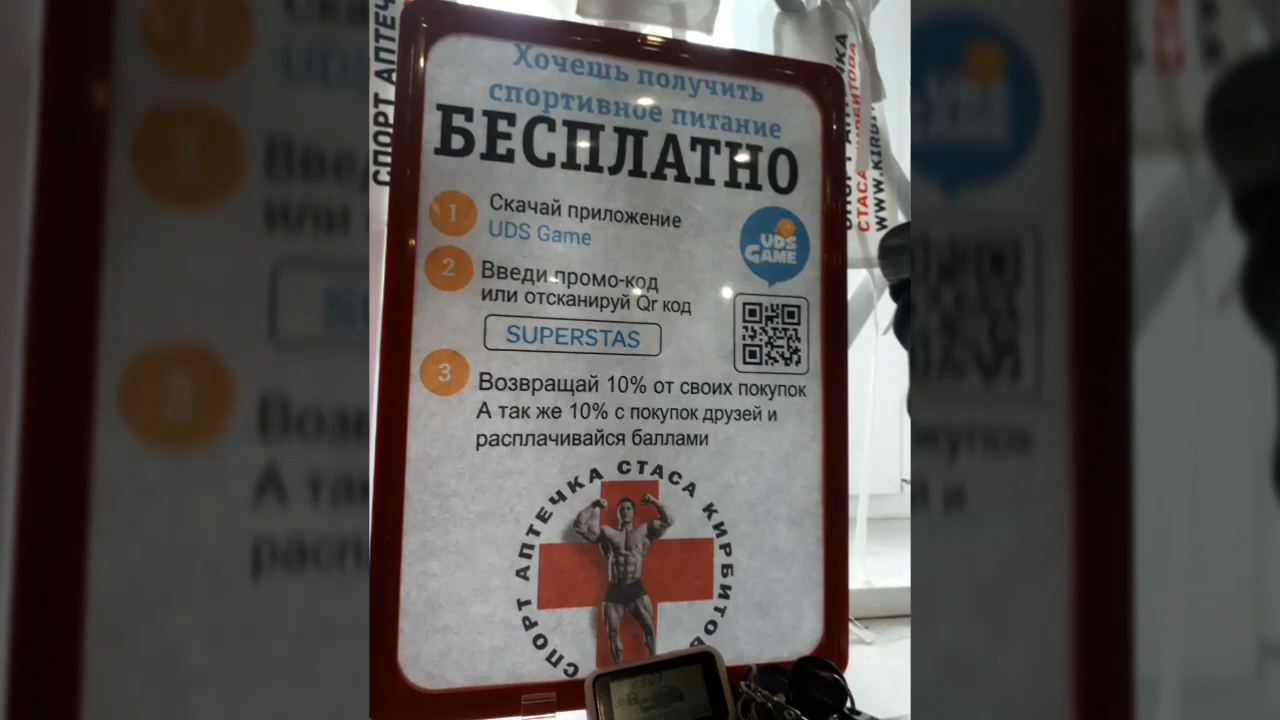 Хочешь получить
спортивное питание
БЕСПЛАТНО
1 Скачай приложение
UDS Game
2 Введи промо-код
или отсканируй Qr код
SUPERSTAS
UDS
GAME
3 Возвращай 10% от своих покупок
А так же 10% с покупок друзей и
расплачивайся баллами
СПОРТ АПТЕЧКА СТАСА КИРБИТОВА
СПОРТ АПТЕЧ
СТАСА КИРБИТОВА
WWW.KIRBI